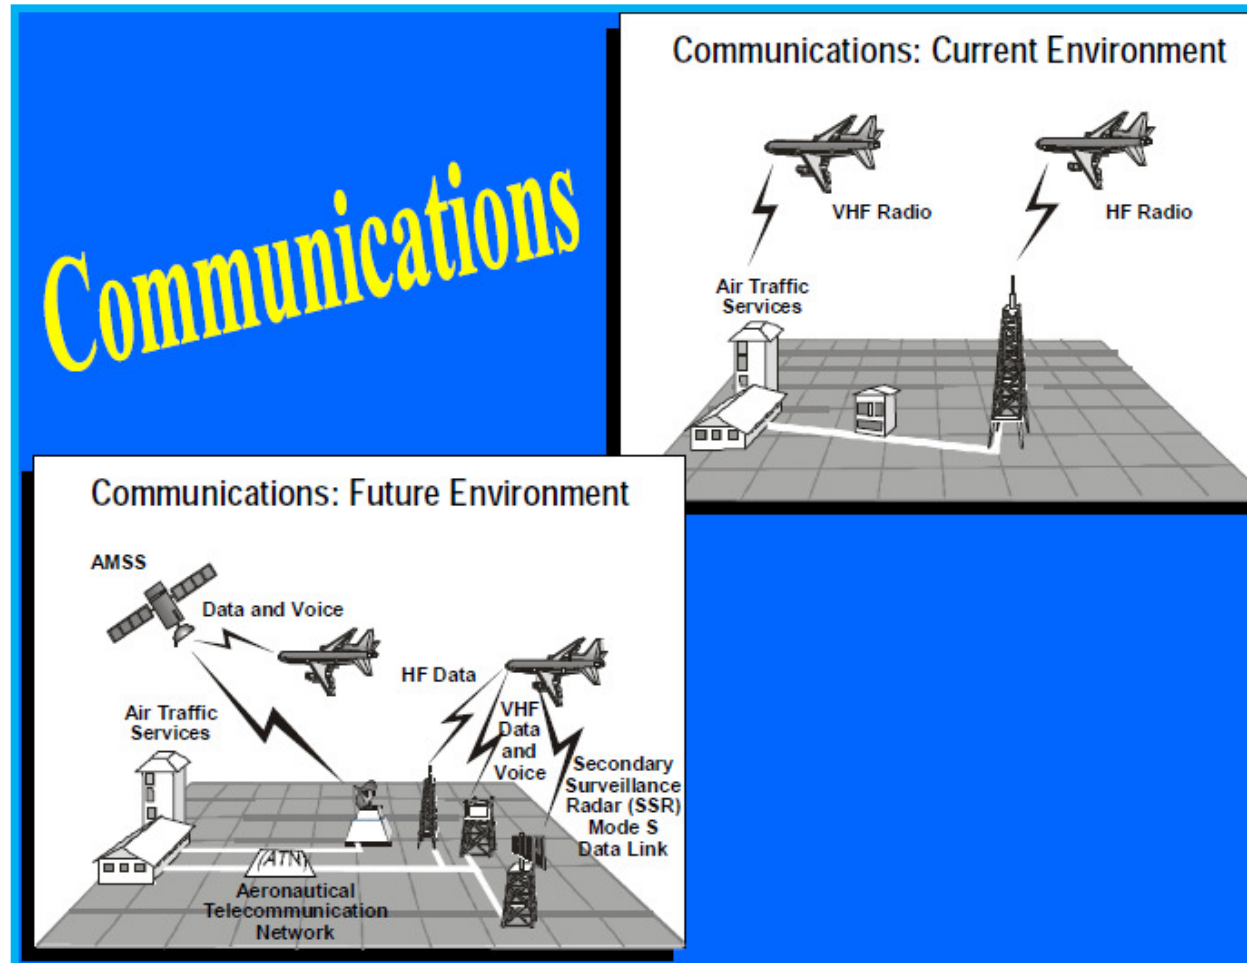 Communications
Communications: Current Environment
VHF Radio
HF Radio
Air Traffic
Services
Communications: Future Environment
AMSS
Data and Voice
HF Data
VHF
Data
and
Voice
Air Traffic
Services
Secondary
Surveillance
Radar (SSR)
Mode S
Data Link
ATN
Aeronautical
Telecommunication
Network